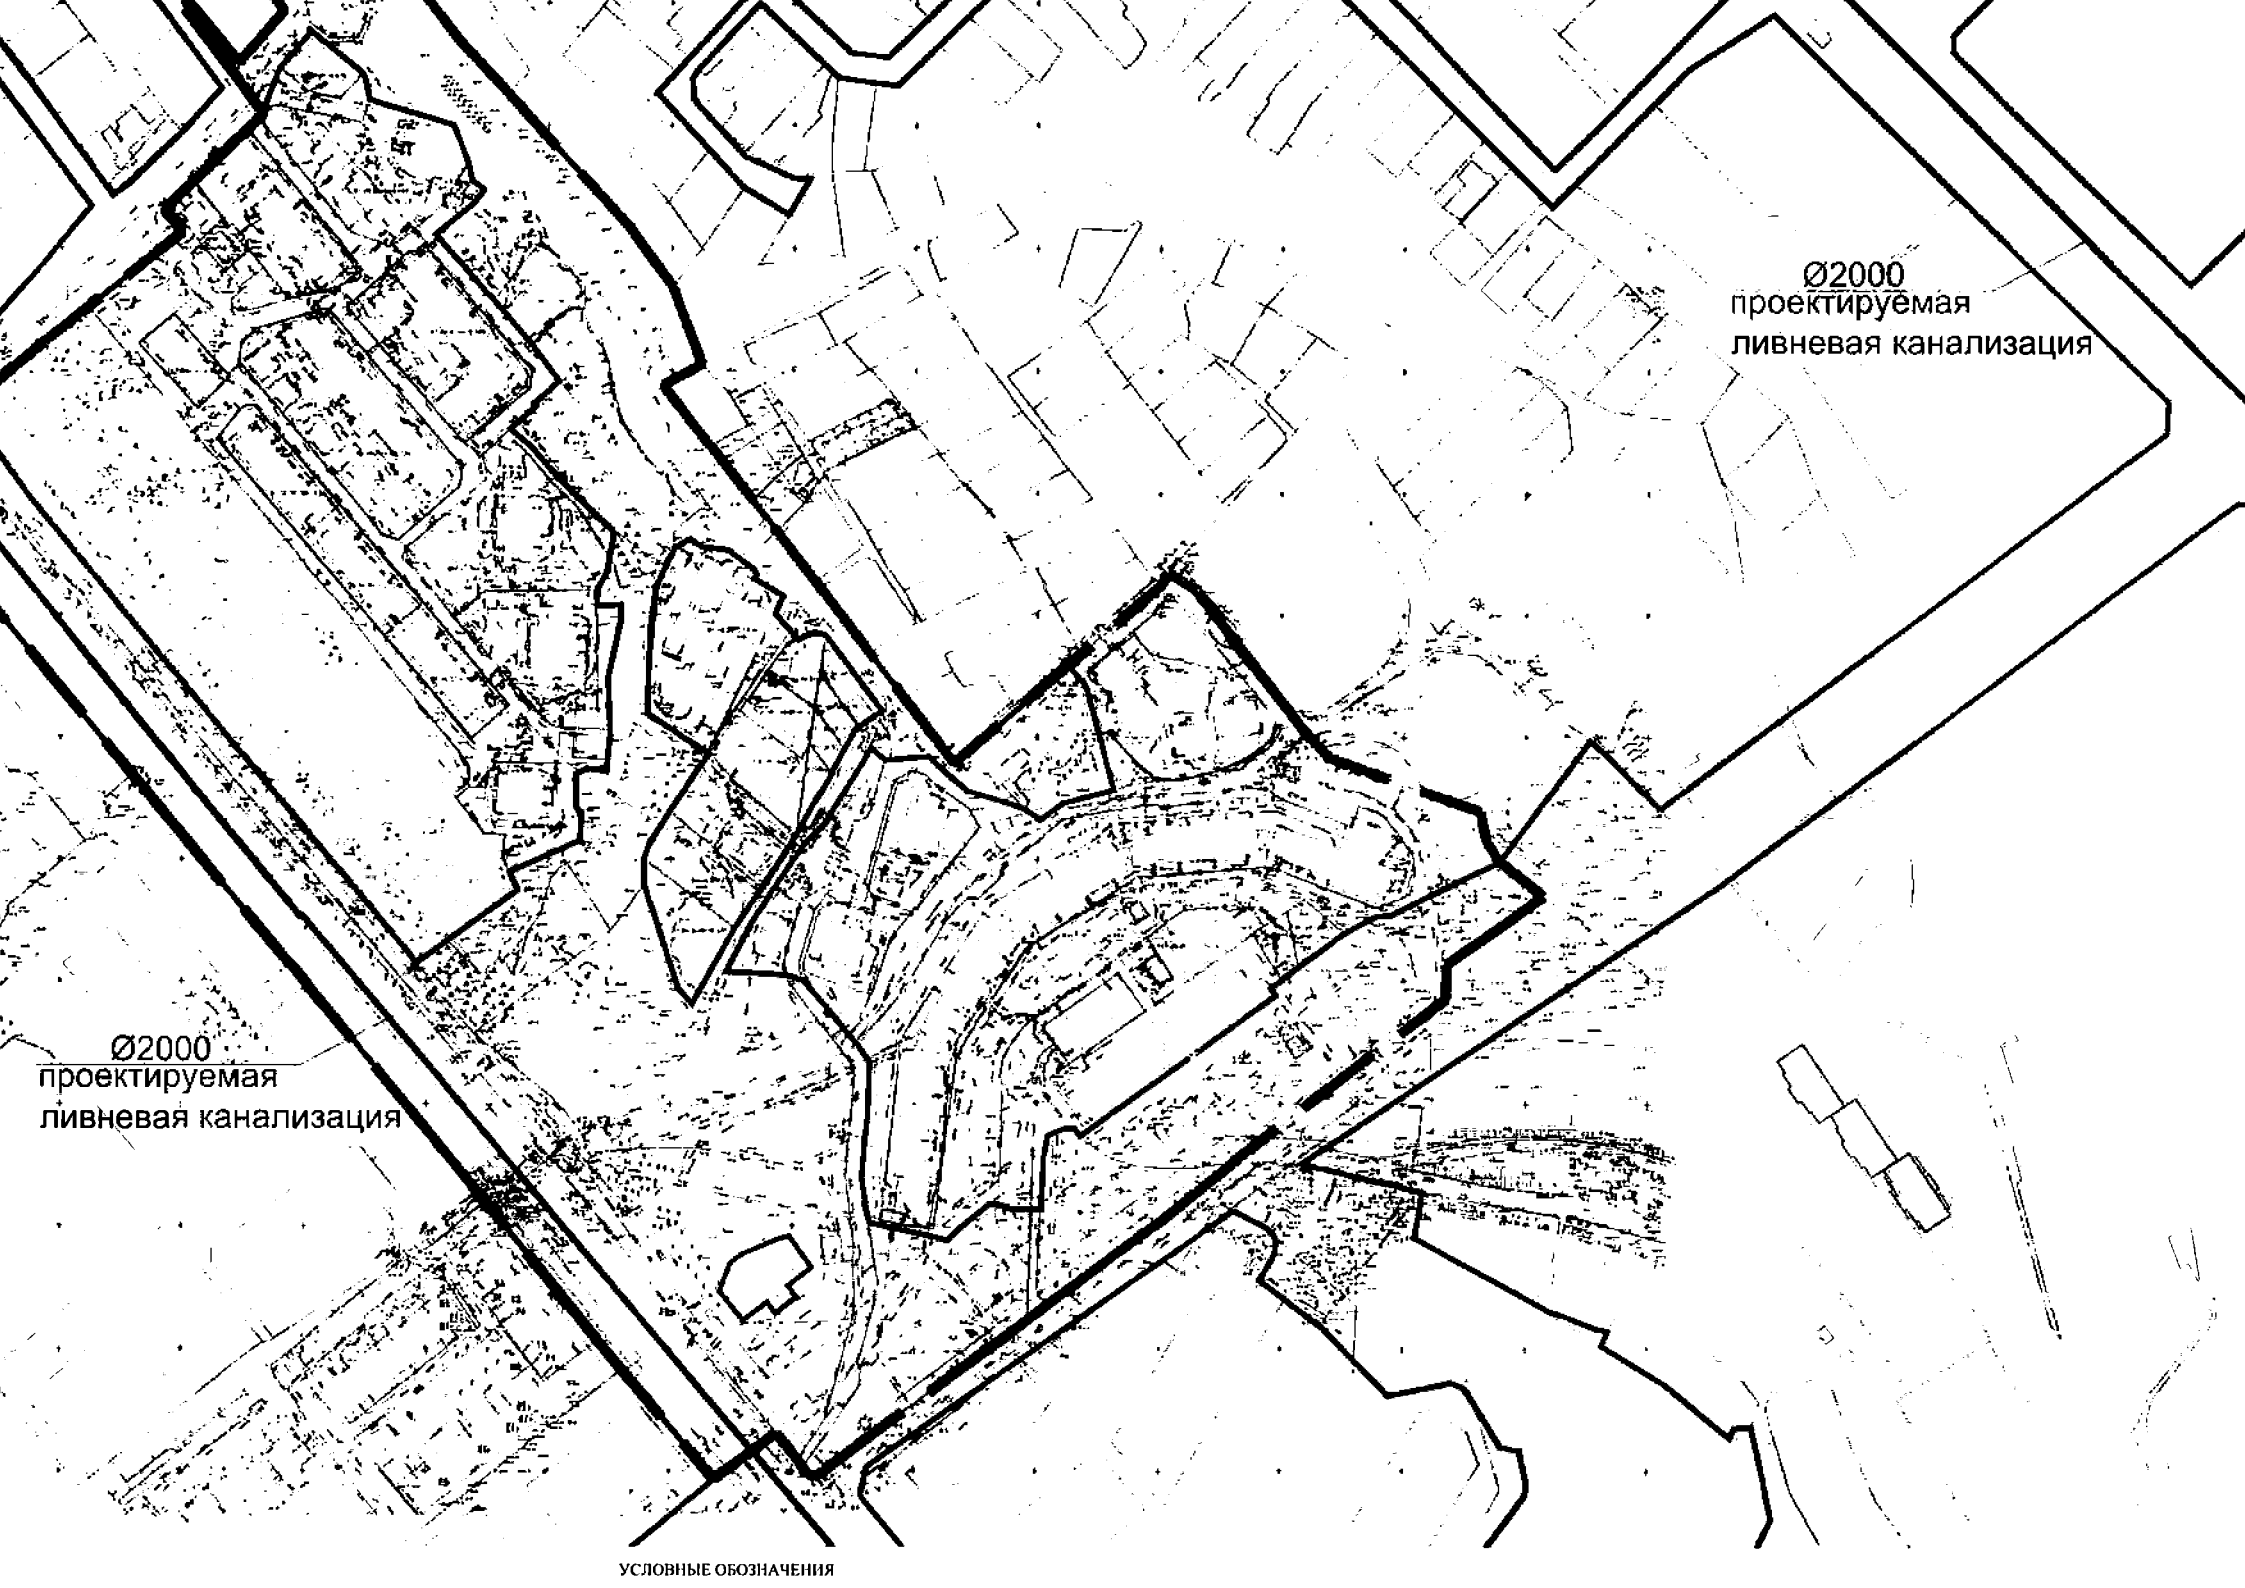 Ø2000
проектируемая
ливневая канализация
Ø2000
проектируемая
ливневая канализация
УСЛОВНЫЕ ОБОЗНАЧЕНИЯ